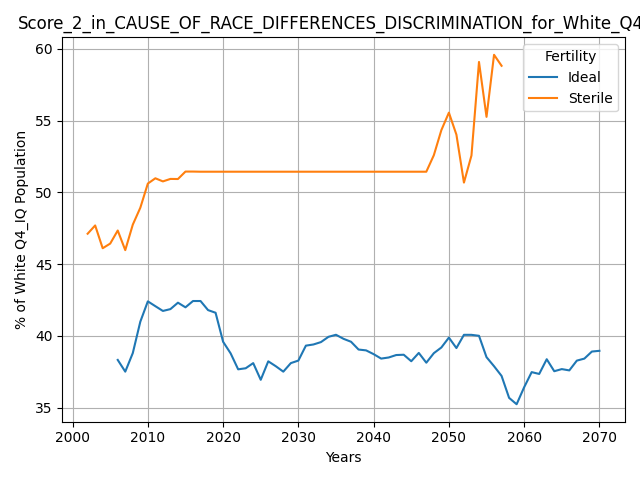 Score_2_in_CAUSE_OF_RACE_DIFFERENCES_DISCRIMINATION_for_White_Q4
Fertility
Ideal
Sterile
% of White Q4_IQ Population
60
55
50
45
40
35
2000 2010 2020 2030 2040 2050 2060 2070
Years